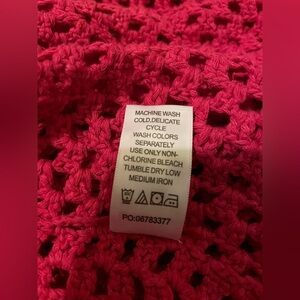 MACHINE WASH
COLD,DELICATE
CYCLE
WASH COLORS
SEPARATELY
USE ONLY NON-
CHLORINE BLEACH
TUMBLE DRY LOW
MEDIUM IRON
PO:06783377